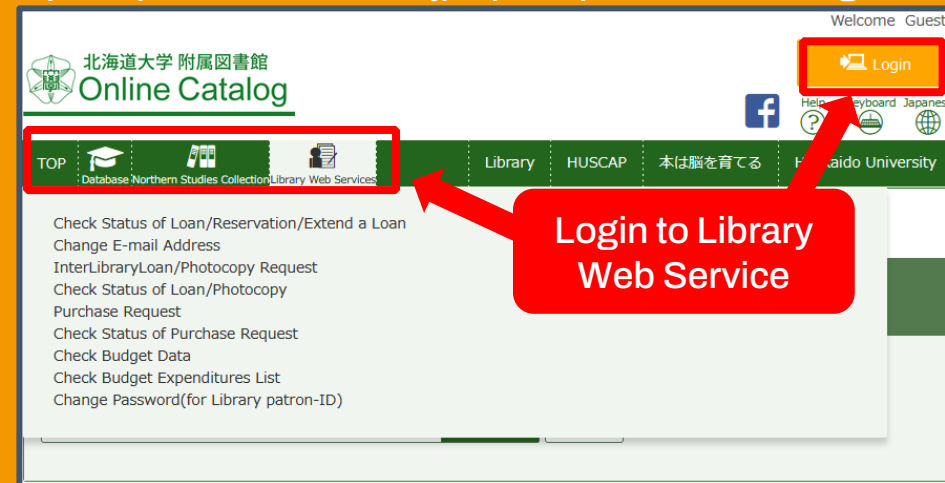 Welcome Guest
北海道大学 附属図書館
Online Catalog
Login
Help
Japanes
TOP
Database
Northern Studies Collection
Library Web Services
Library
HUSCAP
本は脳を育てる
University
Check Status of Loan/Reservation/Extend a Loan
Change E-mail Address
InterLibraryLoan/Photocopy Request
Check Status of Loan/Photocopy
Purchase Request
Check Status of Purchase Request
Check Budget Data
Check Budget Expenditures List
Change Password(for Library patron-ID)
Login to Library
Web Service